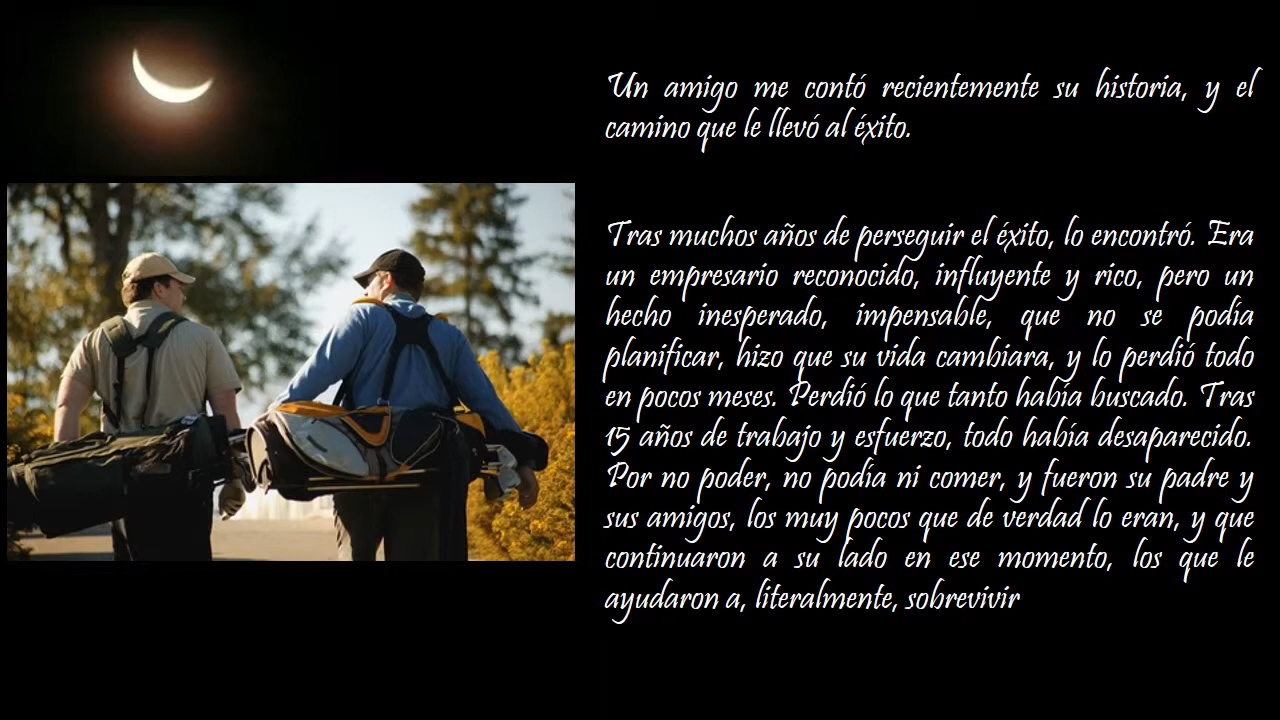 Un amigo me contó recientemente su historia, y el
camino que le llevó al éxito.
Tras muchos años de perseguir el éxito, lo encontró. Era
un empresario reconocido, influyente y rico, pero un
hecho inesperado, impensable, que no se podía
planificar, hizo que su vida cambiara, y lo perdió todo
en pocos meses. Perdió lo que tanto había buscado. Tras
15 años de trabajo y esfuerzo, todo había desaparecido.
Por no poder, no podía ni comer, y fueron su padre y
sus amigos, los muy pocos que de verdad lo eran, y que
continuaron a su lado en ese momento, los que le
ayudaron a, literalmente, sobrevivir